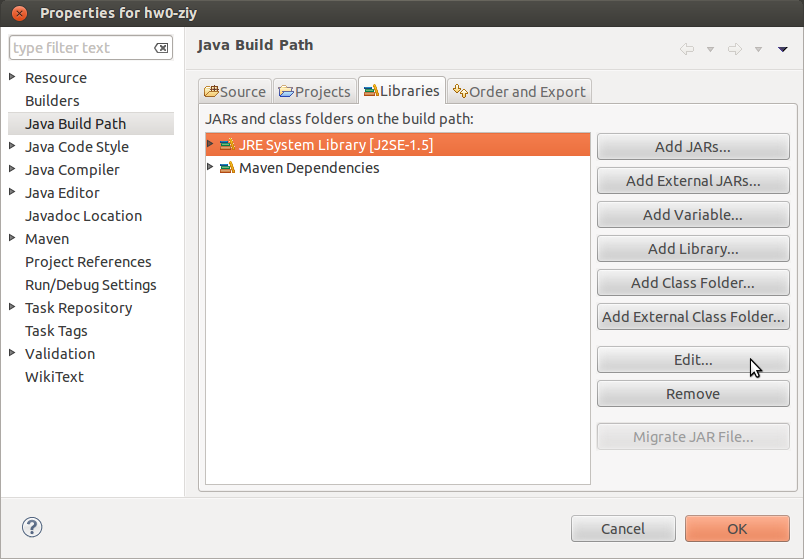 Properties for hw0-ziy
type filter text
Resource
Builders
Java Build Path
Java Code Style
Java Compiler
Java Editor
Javadoc Location
Maven
Project References
Run/Debug Settings
Task Repository
Task Tags
Validation
WikiText
Java Build Path
Source
Projects
Libraries
Order and Export
JARs and class folders on the build path:
JRE System Library [J2SE-1.5]
Maven Dependencies
Add JARs...
Add External JARs...
Add Variable...
Add Library...
Add Class Folder...
Add External Class Folder...
Edit...
Remove
Migrate JAR File...
Cancel
OK